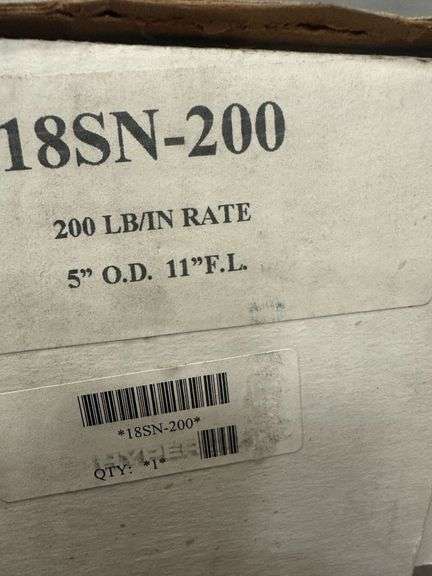 18SN-200
200 LB/IN RATE
5” O.D. 11”F.L.
*18SN-200*
QTY: *1*